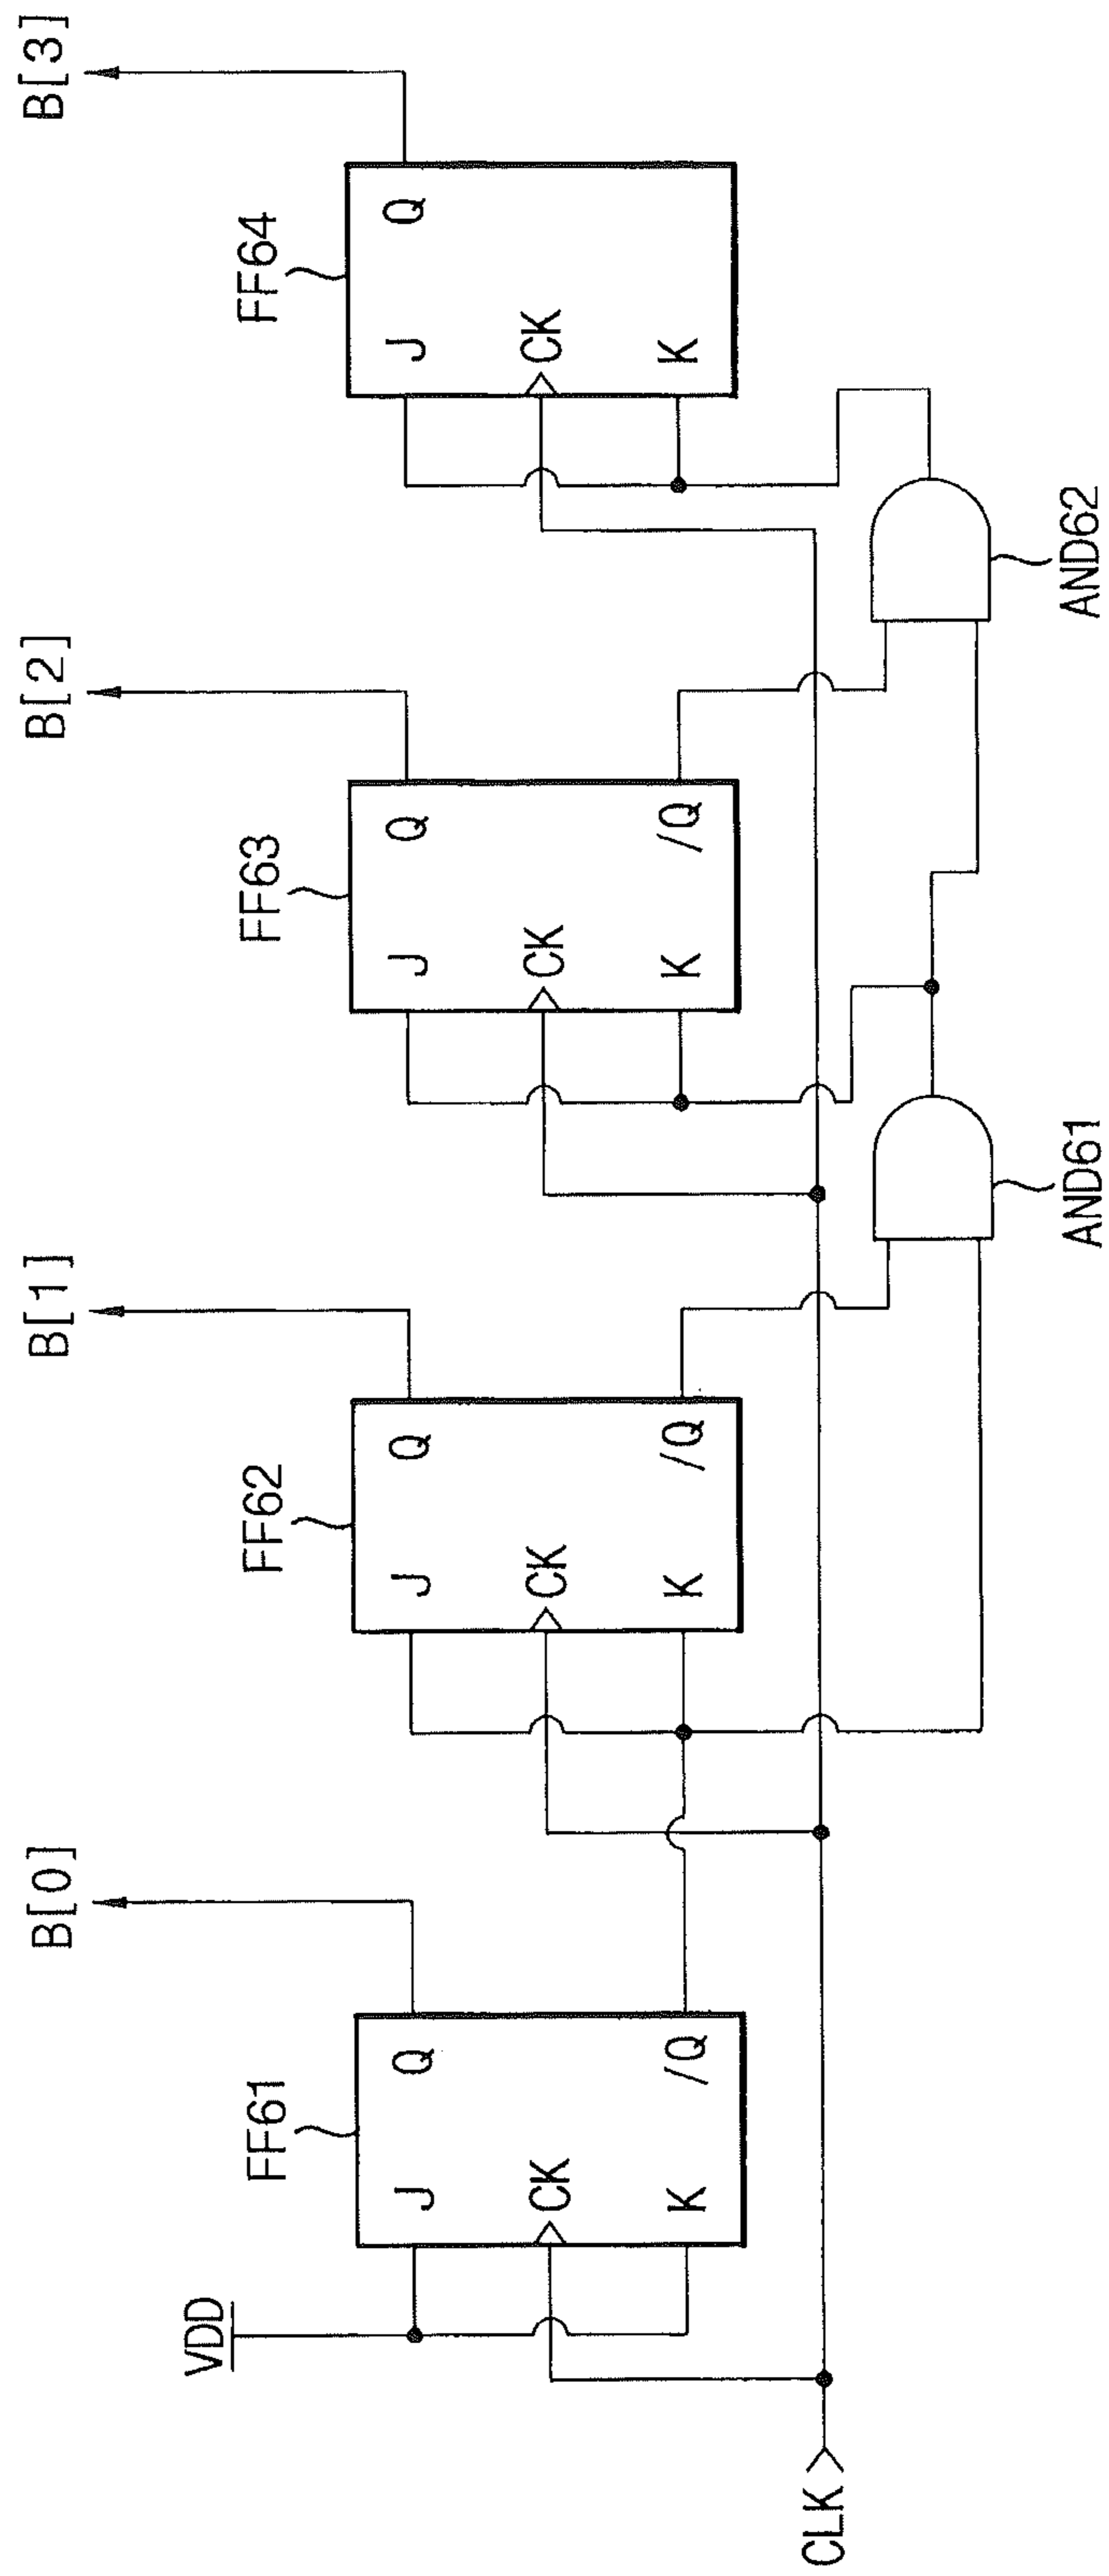 B[0]
B[1]
B[2]
B[3]
VDD
FF61
J
Q
CK
K
/Q
FF62
J
Q
CK
K
/Q
FF63
J
Q
CK
K
/Q
FF64
J
Q
CK
K
CLK
AND61
AND62